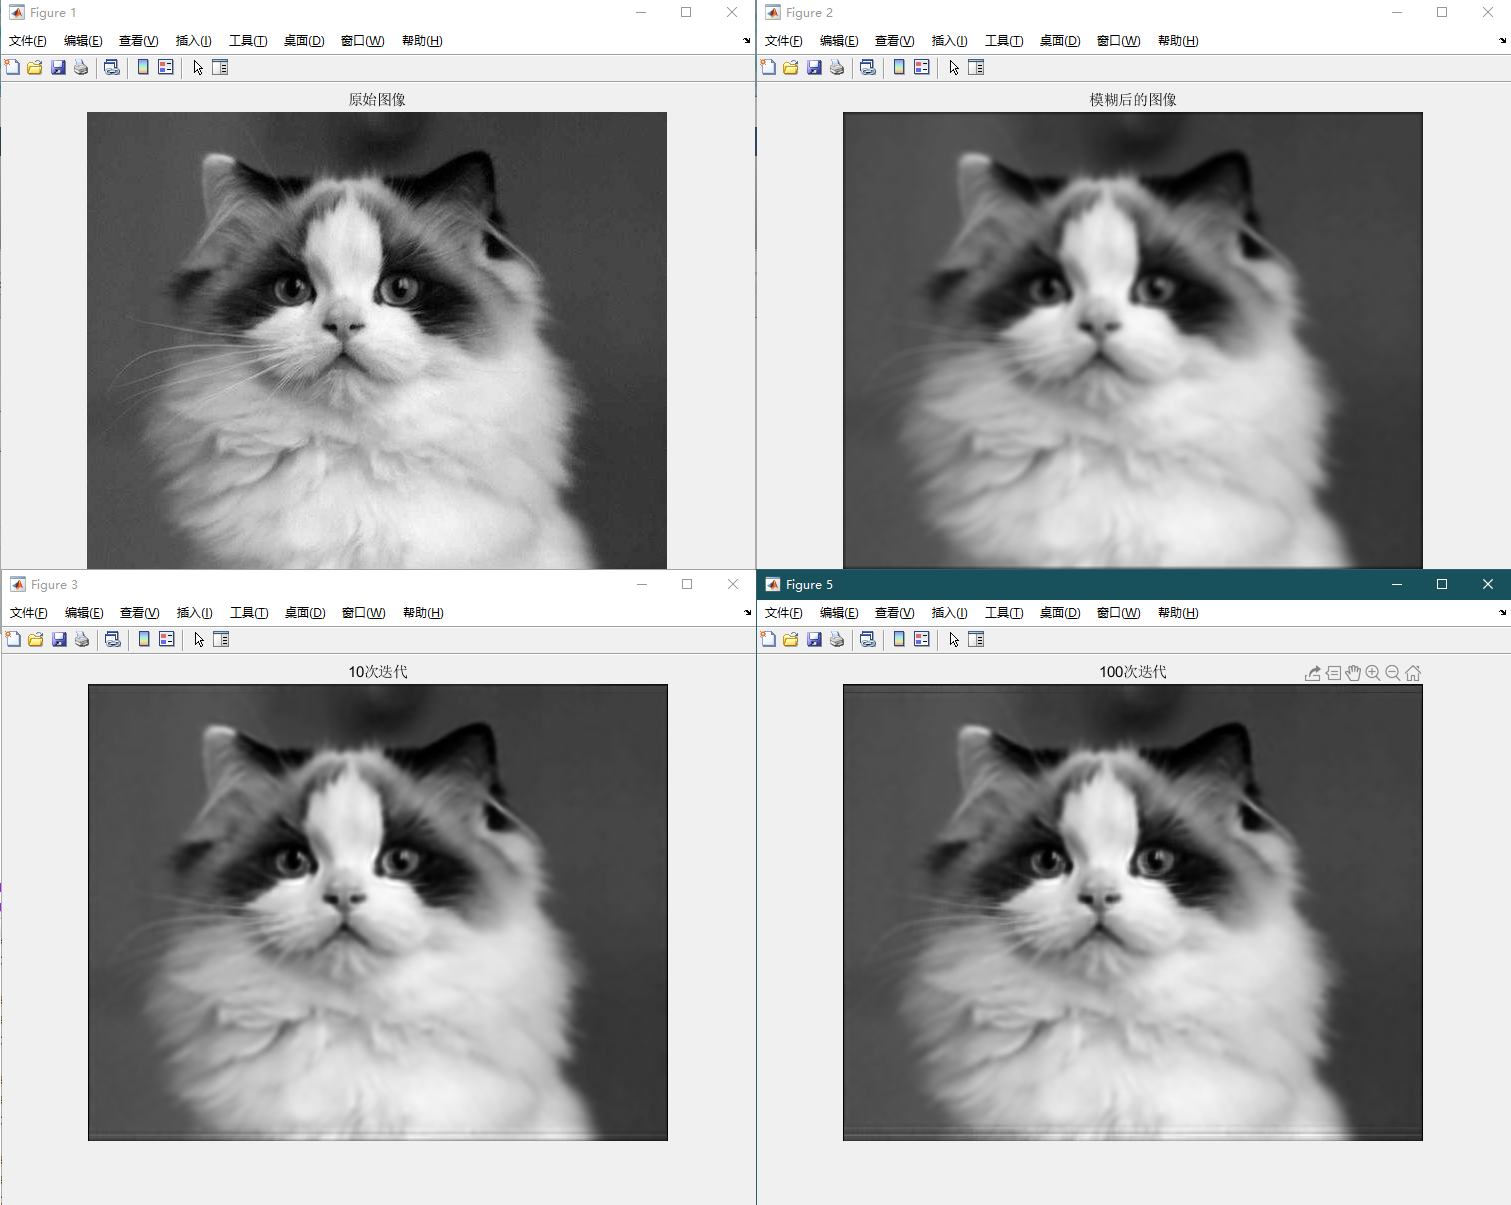 Figure 1
文件(F) 编辑(E) 查看(V) 插入(I) 工具(T) 桌面(D) 窗口(W) 帮助(H)
原始图像
Figure 2
文件(F) 编辑(E) 查看(V) 插入(I) 工具(T) 桌面(D) 窗口(W) 帮助(H)
模糊后的图像
Figure 3
文件(F) 编辑(E) 查看(V) 插入(I) 工具(T) 桌面(D) 窗口(W) 帮助(H)
10次迭代
Figure 5
文件(F) 编辑(E) 查看(V) 插入(I) 工具(T) 桌面(D) 窗口(W) 帮助(H)
100次迭代